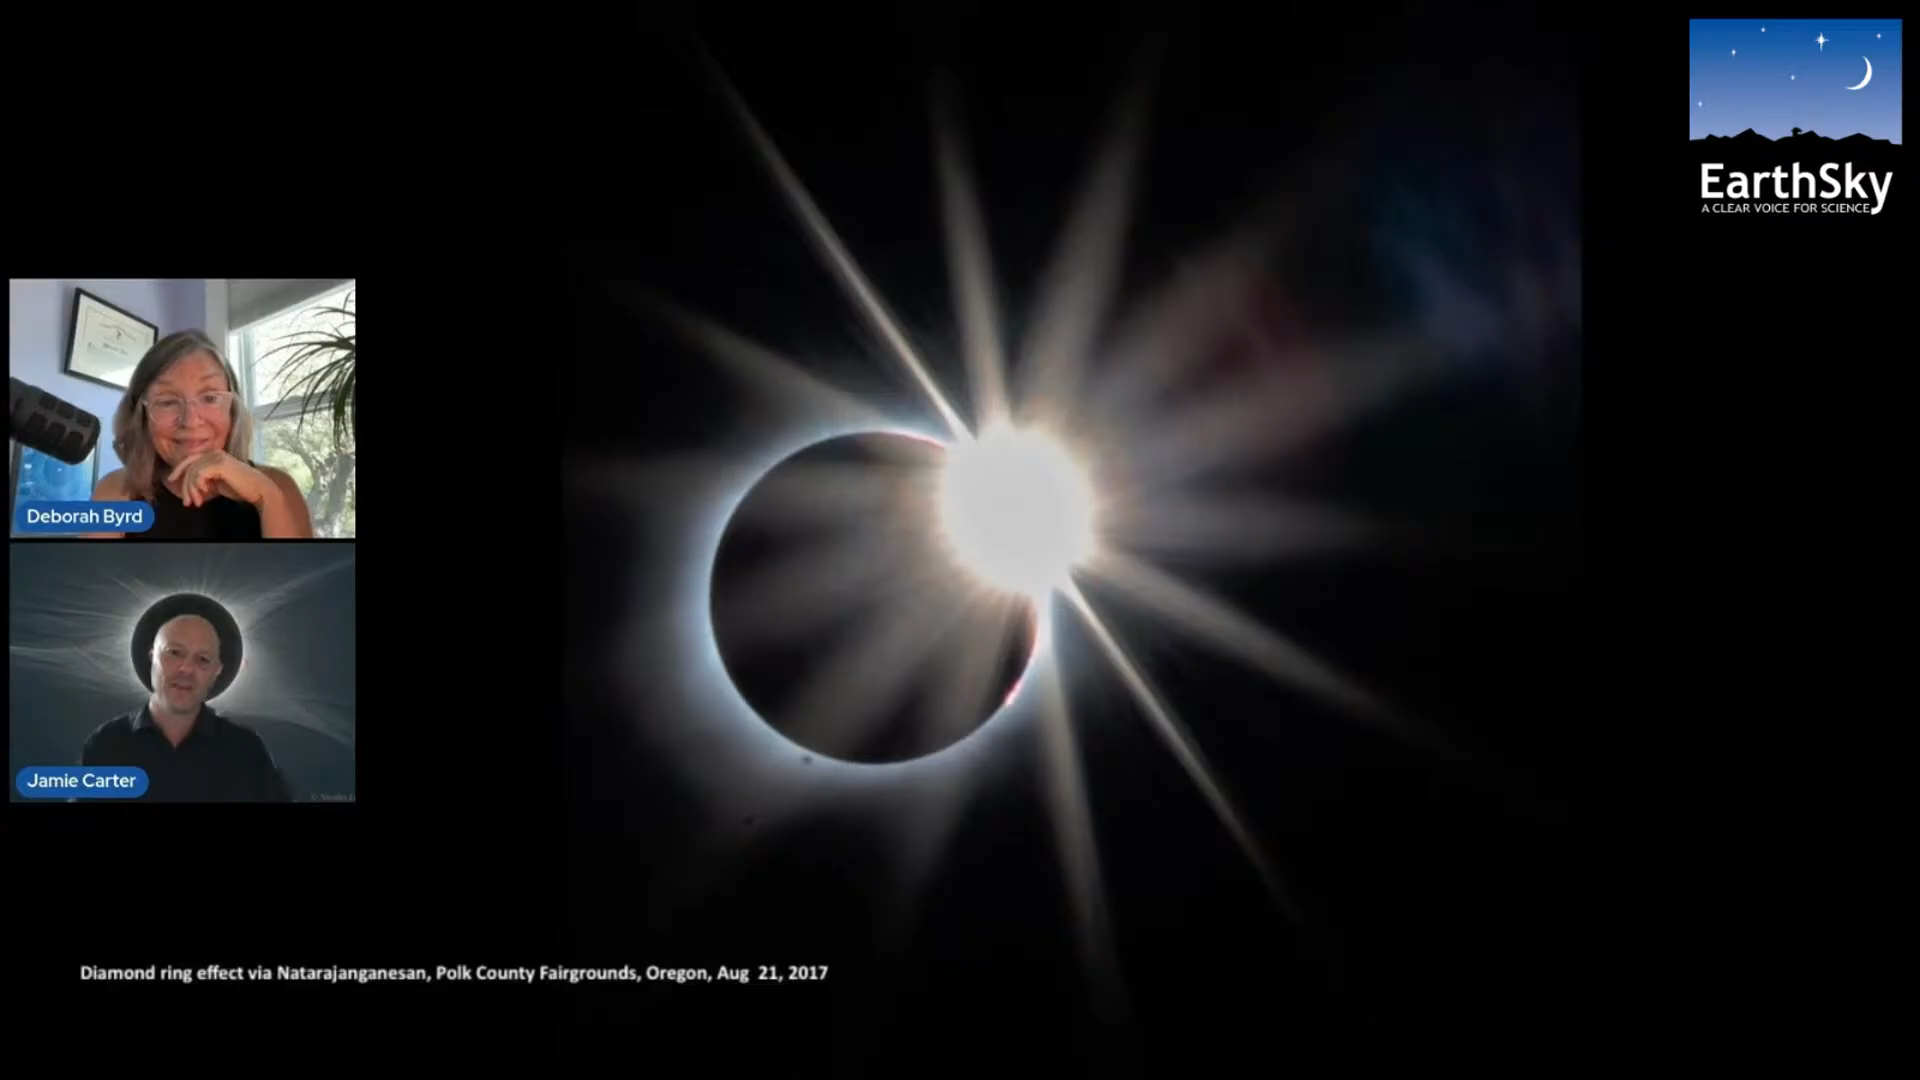 EarthSky
A CLEAR VOICE FOR SCIENCE
Deborah Byrd
Jamie Carter
Diamond ring effect via Natarajanganesan, Polk County Fairgrounds, Oregon, Aug 21, 2017